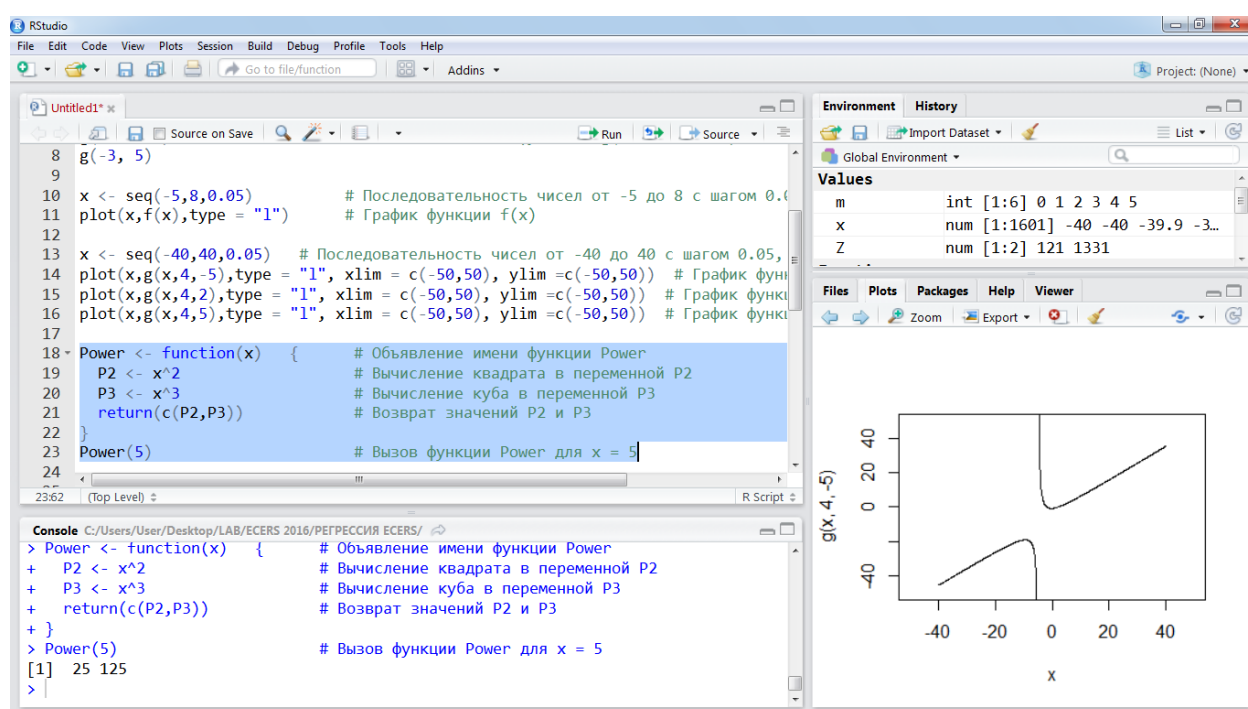 RStudio
File Edit Code View Plots Session Build Debug Profile Tools Help
Go to file/function Addins Project: (None)
Untitled1*
Source on Save Run Source
8 g(-3, 5)
9
10 x <- seq(-5,8,0.05) # Последовательность чисел от -5 до 8 с шагом 0.0
11 plot(x,f(x),type = "l") # График функции f(x)
12
13 x <- seq(-40,40,0.05) # Последовательность чисел от -40 до 40 с шагом 0.05,
14 plot(x,g(x,4,-5),type = "l", xlim = c(-50,50), ylim =c(-50,50)) # График фун
15 plot(x,g(x,4,2),type = "l", xlim = c(-50,50), ylim =c(-50,50)) # График функ
16 plot(x,g(x,4,5),type = "l", xlim = c(-50,50), ylim =c(-50,50)) # График функ
17
18 Power <- function(x) { # Объявление имени функции Power
19 P2 <- x^2 # Вычисление квадрата в переменной P2
20 P3 <- x^3 # Вычисление куба в переменной P3
21 return(c(P2,P3)) # Возврат значений P2 и P3
22 }
23 Power(5) # Вызов функции Power для x = 5
24
23:62 (Top Level) R Script
Console C:/Users/User/Desktop/LAB/ECERS 2016/РЕГРЕССИЯ ECERS/
> Power <- function(x) { # Объявление имени функции Power
+ P2 <- x^2 # Вычисление квадрата в переменной P2
+ P3 <- x^3 # Вычисление куба в переменной P3
+ return(c(P2,P3)) # Возврат значений P2 и P3
+ }
> Power(5) # Вызов функции Power для x = 5
[1] 25 125
>
Environment History
Import Dataset List
Global Environment
Values
m int [1:6] 0 1 2 3 4 5
x num [1:1601] -40 -40 -39.9 -3…
Z num [1:2] 121 1331
Files Plots Packages Help Viewer
Zoom Export
g(x, 4, -5)
40
20
0
-40
-40 -20 0 20 40
x